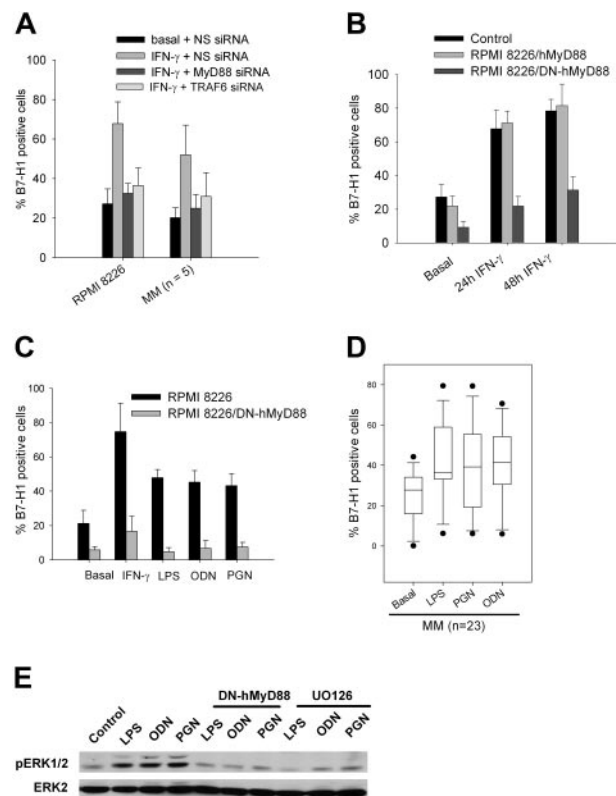 A
basal + NS siRNA
IFN-γ + NS siRNA
IFN-γ + MyD88 siRNA
IFN-γ + TRAF6 siRNA
% B7-H1 positive cells
100
80
60
40
20
0
RPMI 8226
MM (n = 5)
B
Control
RPMI 8226/hMyD88
RPMI 8226/DN-hMyD88
% B7-H1 positive cells
100
80
60
40
20
0
Basal
24h IFN-γ
48h IFN-γ
C
RPMI 8226
RPMI 8226/DN-hMyD88
% B7-H1 positive cells
100
80
60
40
20
0
Basal IFN-γ LPS ODN PGN
D
% B7-H1 positive cells
80
60
40
20
0
Basal
LPS
PGN
ODN
MM (n=23)
E
DN-hMyD88 UO126
Control LPS ODN PGN LPS ODN PGN LPS ODN PGN
pERK1/2
ERK2